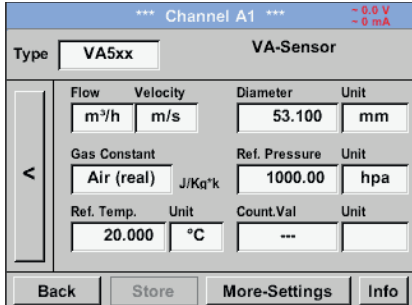 *** Channel A1 ***
~ 0.0 V
~ 0 mA
Type VA5xx VA-Sensor
Flow Velocity Diameter Unit
m³/h m/s 53.100 mm
Gas Constant Ref. Pressure Unit
< Air (real) J/Kg*k 1000.00 hpa
Ref. Temp. Unit Count.Val Unit
20.000 °C ---
Back Store More-Settings Info